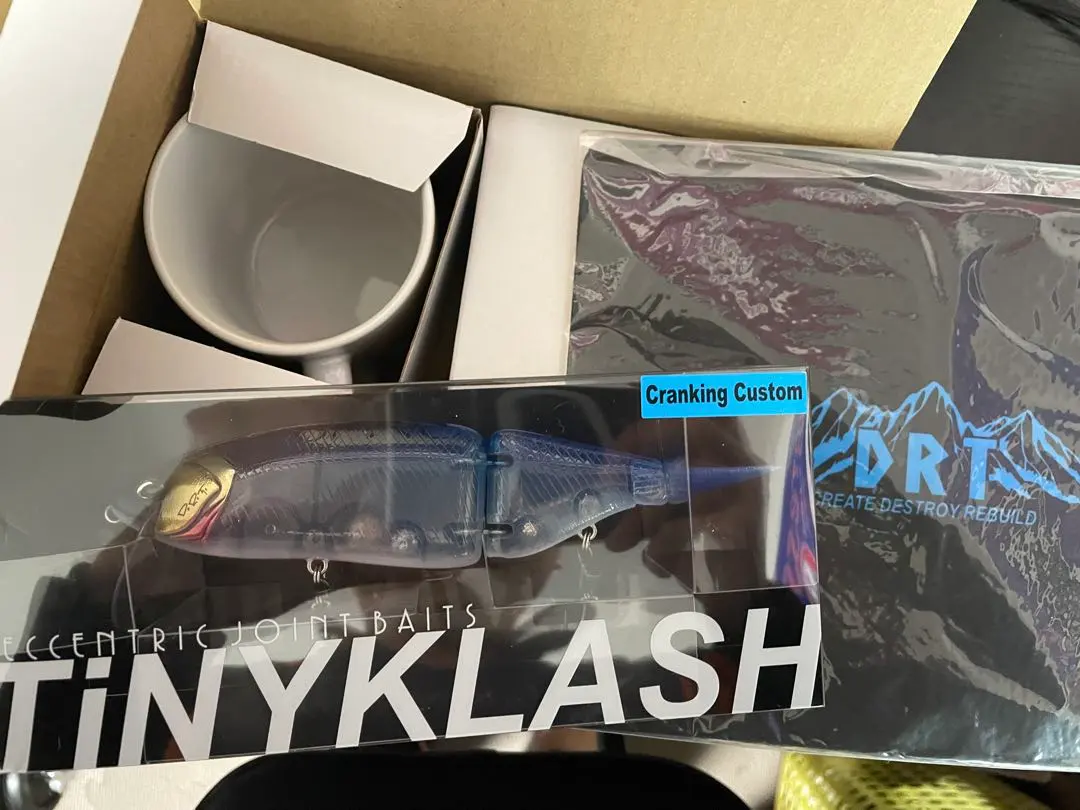 Cranking Custom
DRT
CREATE DESTROY REBUILD
D.R.T.
ECCENTRIC JOINT BAITS
TiNYKLASH